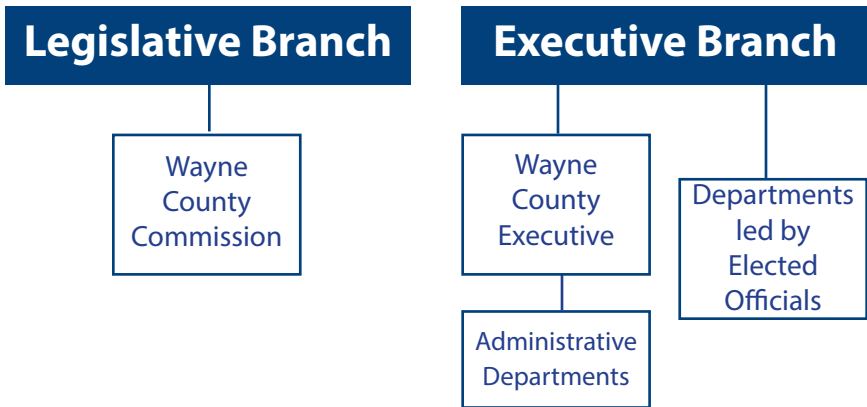 Legislative Branch
Wayne
County
Commission
Executive Branch
Wayne
County
Executive
Administrative
Departments
Departments
led by
Elected
Officials